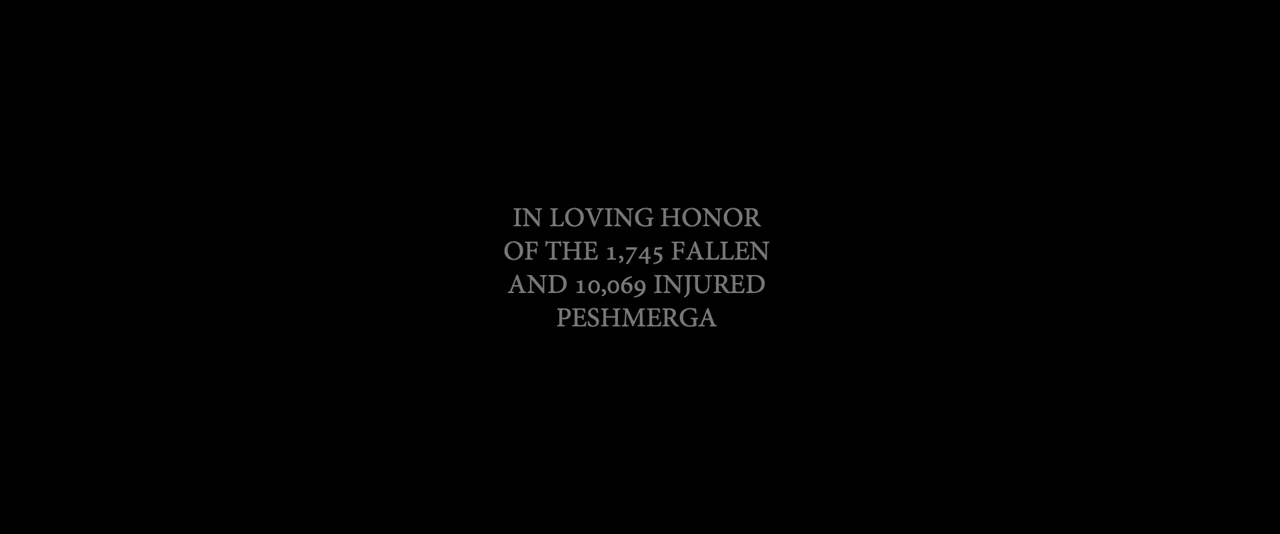 IN LOVING HONOR
OF THE 1,745 FALLEN
AND 10,069 INJURED
PESHMERGA